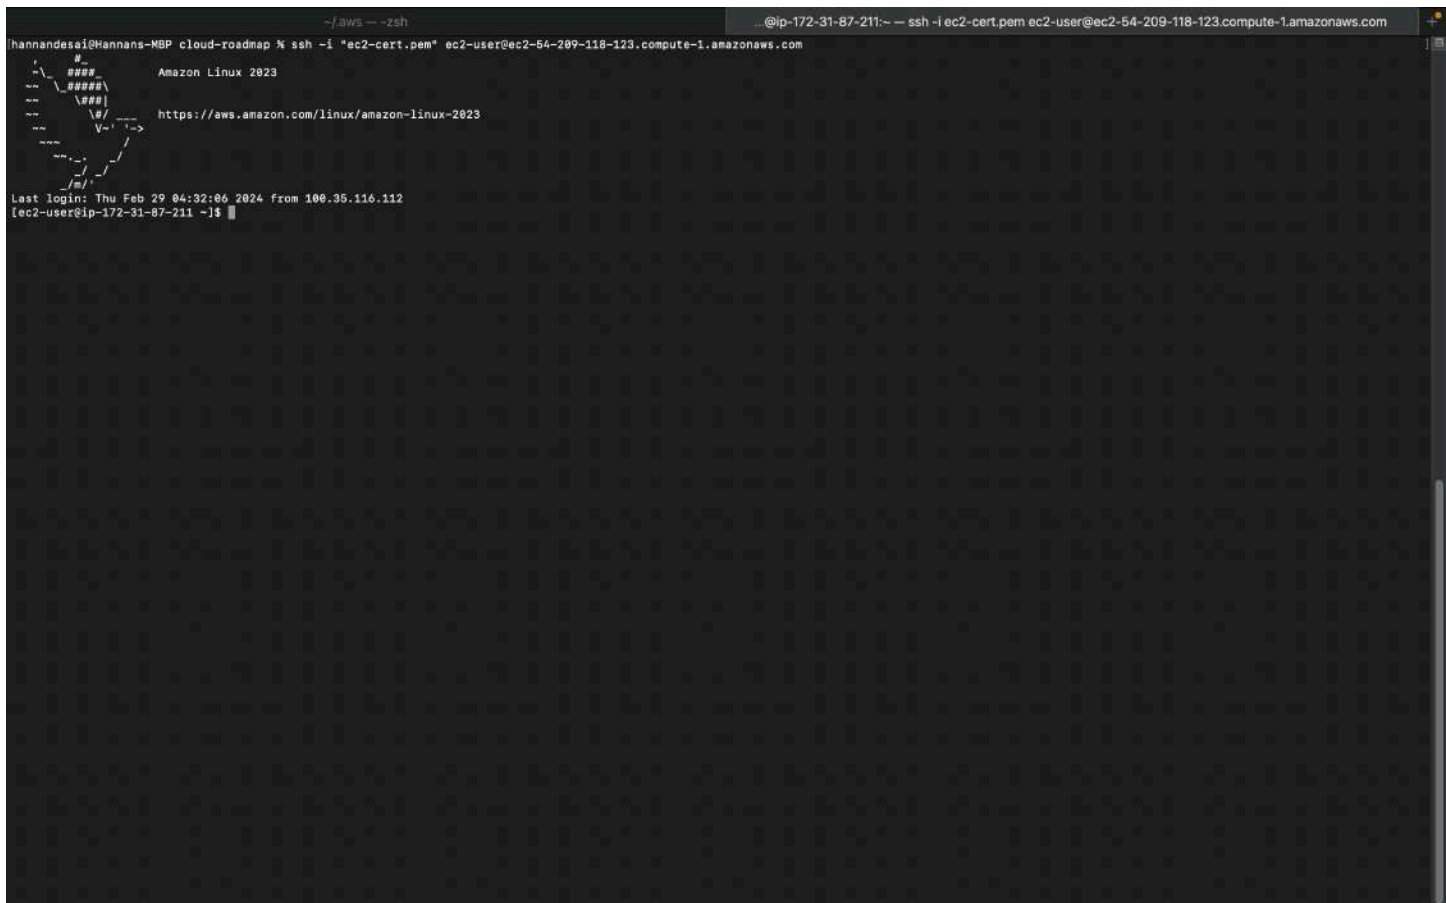 ~/.aws — -zsh
...@ip-172-31-87-211:~ — ssh -i ec2-cert.pem ec2-user@ec2-54-209-118-123.compute-1.amazonaws.com
[hannandesai@Hannans-MBP cloud-roadmap % ssh -i "ec2-cert.pem" ec2-user@ec2-54-209-118-123.compute-1.amazonaws.com ]
   ,     #_
   ~\_  ####_        Amazon Linux 2023
  ~~  \_#####\
  ~~     \###|
  ~~       \#/ ___   https://aws.amazon.com/linux/amazon-linux-2023
   ~~       V~' '->
    ~~~         /
      ~~._.   _/
         _/ _/
       _/m/'
Last login: Thu Feb 29 04:32:06 2024 from 100.35.116.112
[ec2-user@ip-172-31-87-211 ~]$